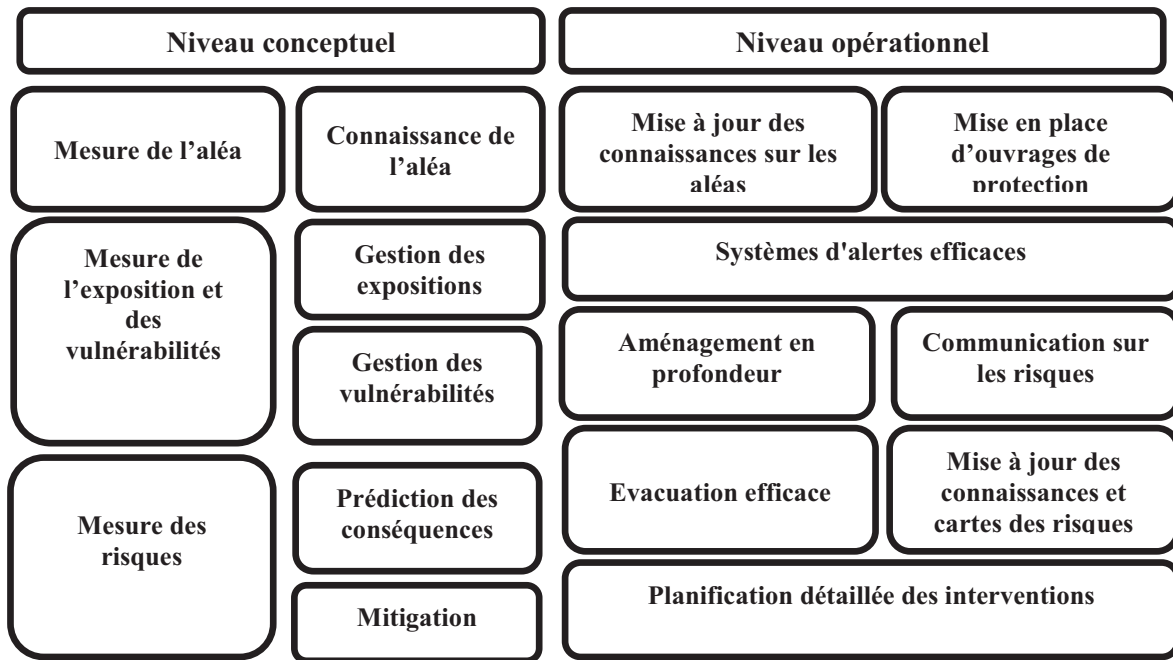 Niveau conceptuel
Niveau opérationnel
Mesure de l’aléa
Connaissance de
l’aléa
Mise à jour des
connaissances sur les
aléas
Mise en place
d’ouvrages de
protection
Mesure de
l’exposition et
des
vulnérabilités
Gestion des
expositions
Systèmes d'alertes efficaces
Gestion des
vulnérabilités
Aménagement en
profondeur
Communication sur
les risques
Mesure des
risques
Prédiction des
conséquences
Evacuation efficace
Mise à jour des
connaissances et
cartes des risques
Mitigation
Planification détaillée des interventions